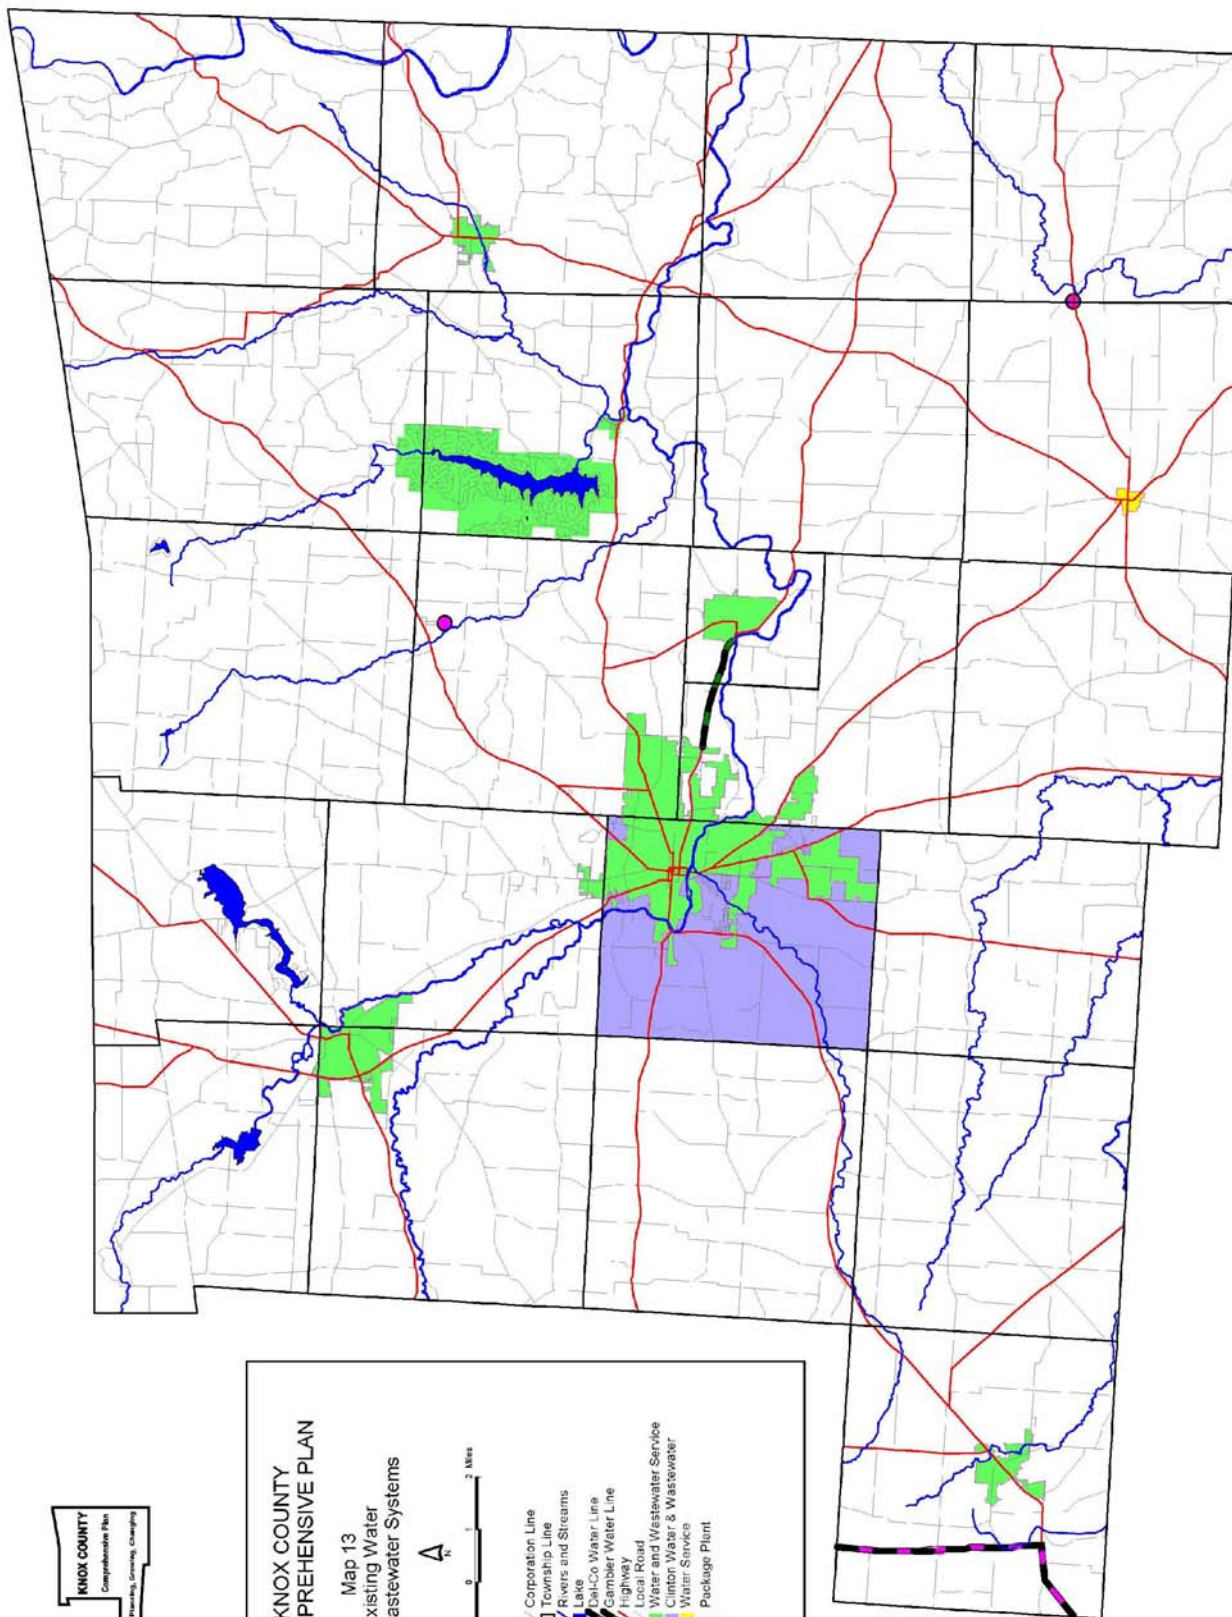 KNOX COUNTY
Comprehensive Plan
Planning, Growing, Changing
KNOX COUNTY
PREHENSIVE PLAN
Map 13
xisting Water
astewater Systems
N
0 1 2 Miles
Corporation Line
Township Line
Rivers and Streams
Lake
Del-Co Water Line
Gambier Water Line
Highway
Local Road
Water and Wastewater Service
Clinton Water & Wastewater
Water Service
Package Plant